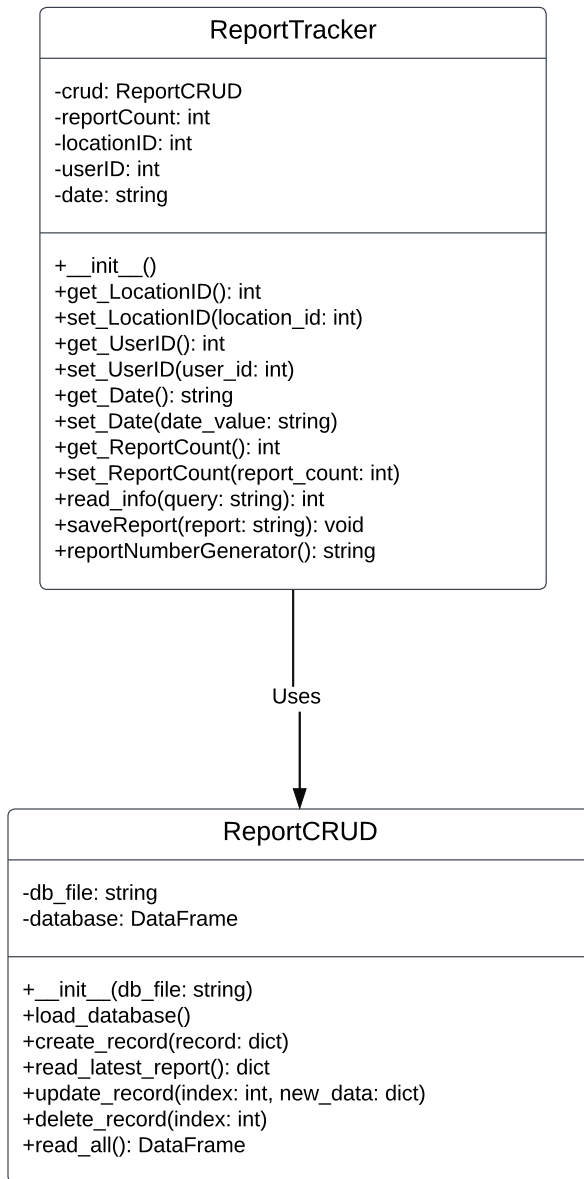 ReportTracker
-crud: ReportCRUD
-reportCount: int
-locationID: int
-userID: int
-date: string
+__init__()
+get_LocationID(): int
+set_LocationID(location_id: int)
+get_UserID(): int
+set_UserID(user_id: int)
+get_Date(): string
+set_Date(date_value: string)
+get_ReportCount(): int
+set_ReportCount(report_count: int)
+read_info(query: string): int
+saveReport(report: string): void
+reportNumberGenerator(): string
Uses
ReportCRUD
-db_file: string
-database: DataFrame
+__init__(db_file: string)
+load_database()
+create_record(record: dict)
+read_latest_report(): dict
+update_record(index: int, new_data: dict)
+delete_record(index: int)
+read_all(): DataFrame